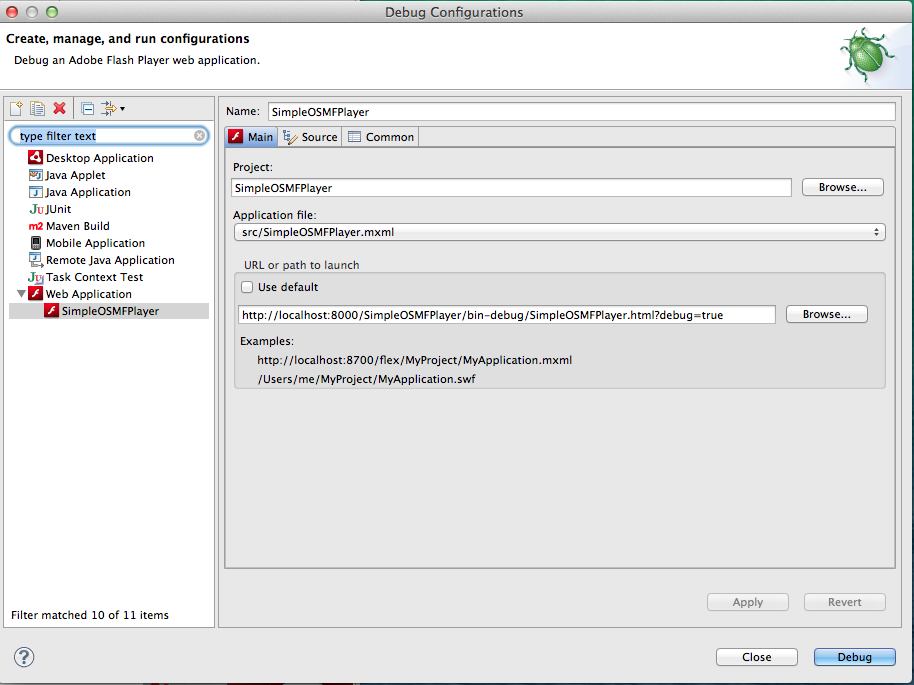 Debug Configurations
Create, manage, and run configurations
Debug an Adobe Flash Player web application.
type filter text
Desktop Application
Java Applet
Java Application
Ju JUnit
m2 Maven Build
Mobile Application
Remote Java Application
Ju Task Context Test
Web Application
SimpleOSMFPlayer
Filter matched 10 of 11 items
Name: SimpleOSMFPlayer
Main Source Common
Project:
SimpleOSMFPlayer Browse...
Application file:
src/SimpleOSMFPlayer.mxml
URL or path to launch
Use default
http://localhost:8000/SimpleOSMFPlayer/bin-debug/SimpleOSMFPlayer.html?debug=true Browse...
Examples:
http://localhost:8700/flex/MyProject/MyApplication.mxml
/Users/me/MyProject/MyApplication.swf
Apply Revert
? Close Debug